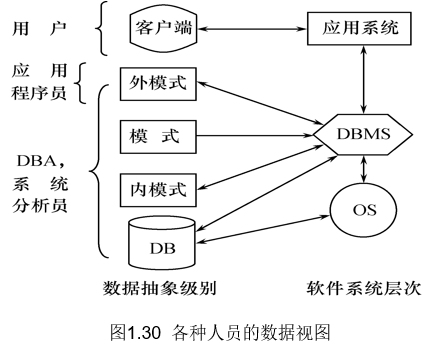 用 户
客户端
应用系统
应 用
程序员
外模式
模 式
DBMS
DBA，
系 统
分析员
内模式
OS
DB
数据抽象级别
软件系统层次
图1.30 各种人员的数据视图